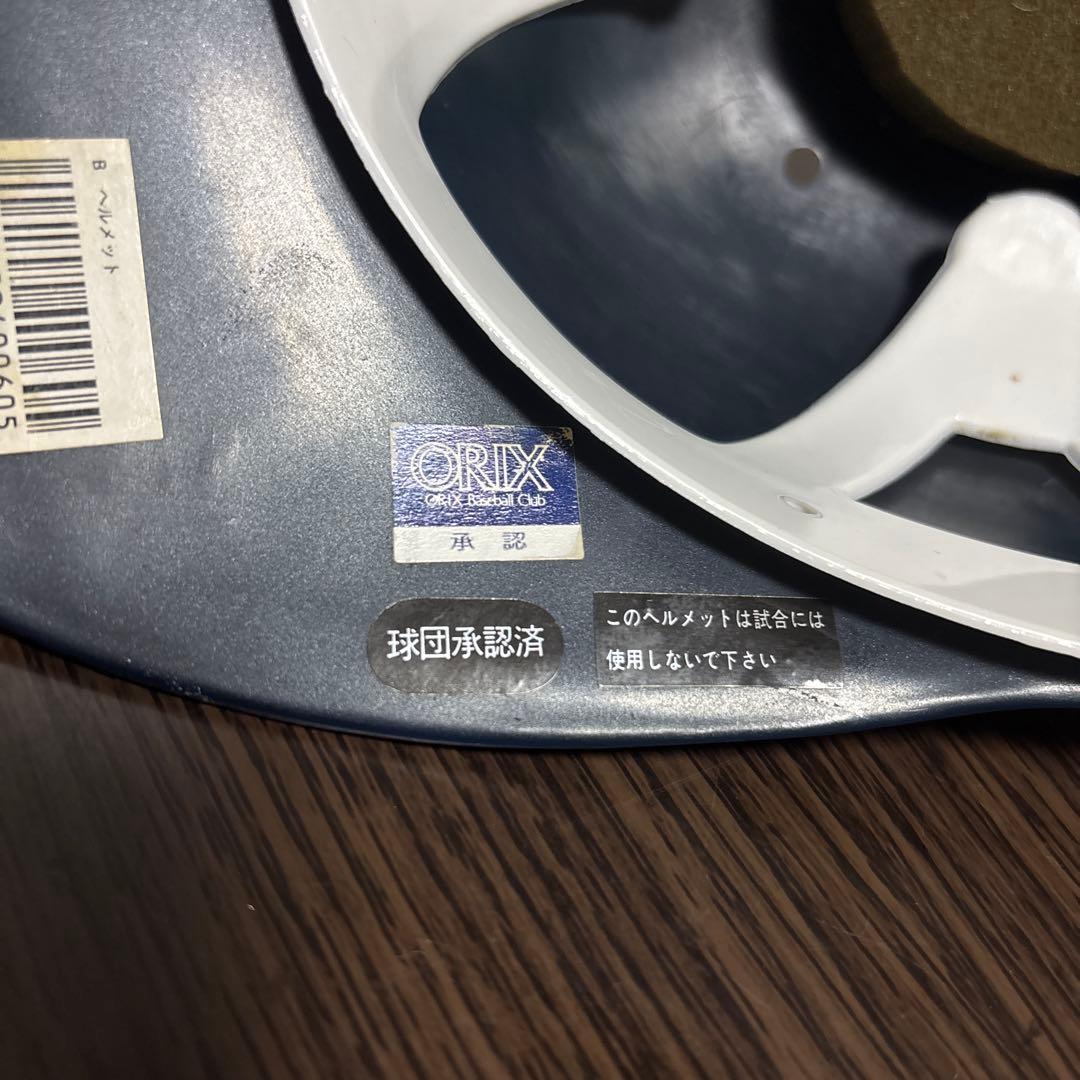 B ヘルメット
ORIX
ORIX Baseball Club
承認
球団承認済
このヘルメットは試合には
使用しないで下さい